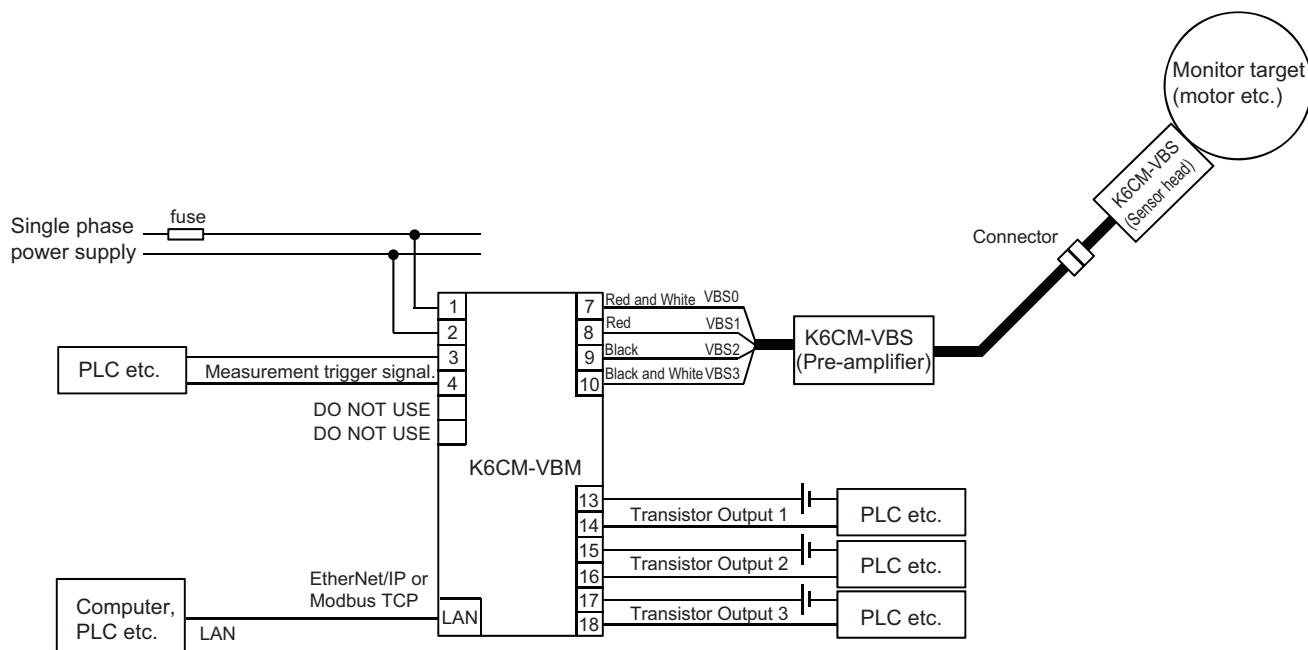 Monitor target
(motor etc.)
K6CM-VBS
(Sensor head)
Connector
fuse
Single phase
power supply
1
2
3
4
7
8
9
10
Red and White VBS0
Red VBS1
Black VBS2
Black and White VBS3
K6CM-VBS
(Pre-amplifier)
PLC etc.
Measurement trigger signal.
DO NOT USE
DO NOT USE
K6CM-VBM
13
14
15
16
17
18
Transistor Output 1
PLC etc.
Transistor Output 2
PLC etc.
Transistor Output 3
PLC etc.
EtherNet/IP or
Modbus TCP
LAN
Computer,
PLC etc.
LAN